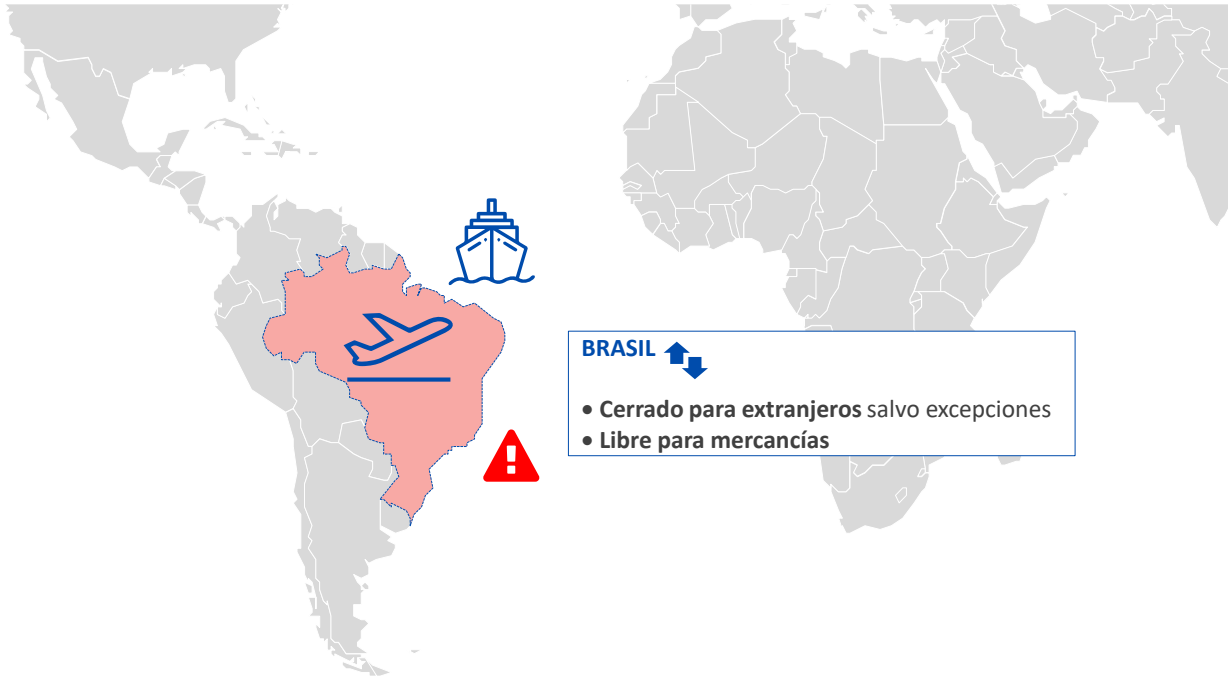 BRASIL
• Cerrado para extranjeros salvo excepciones
• Libre para mercancías